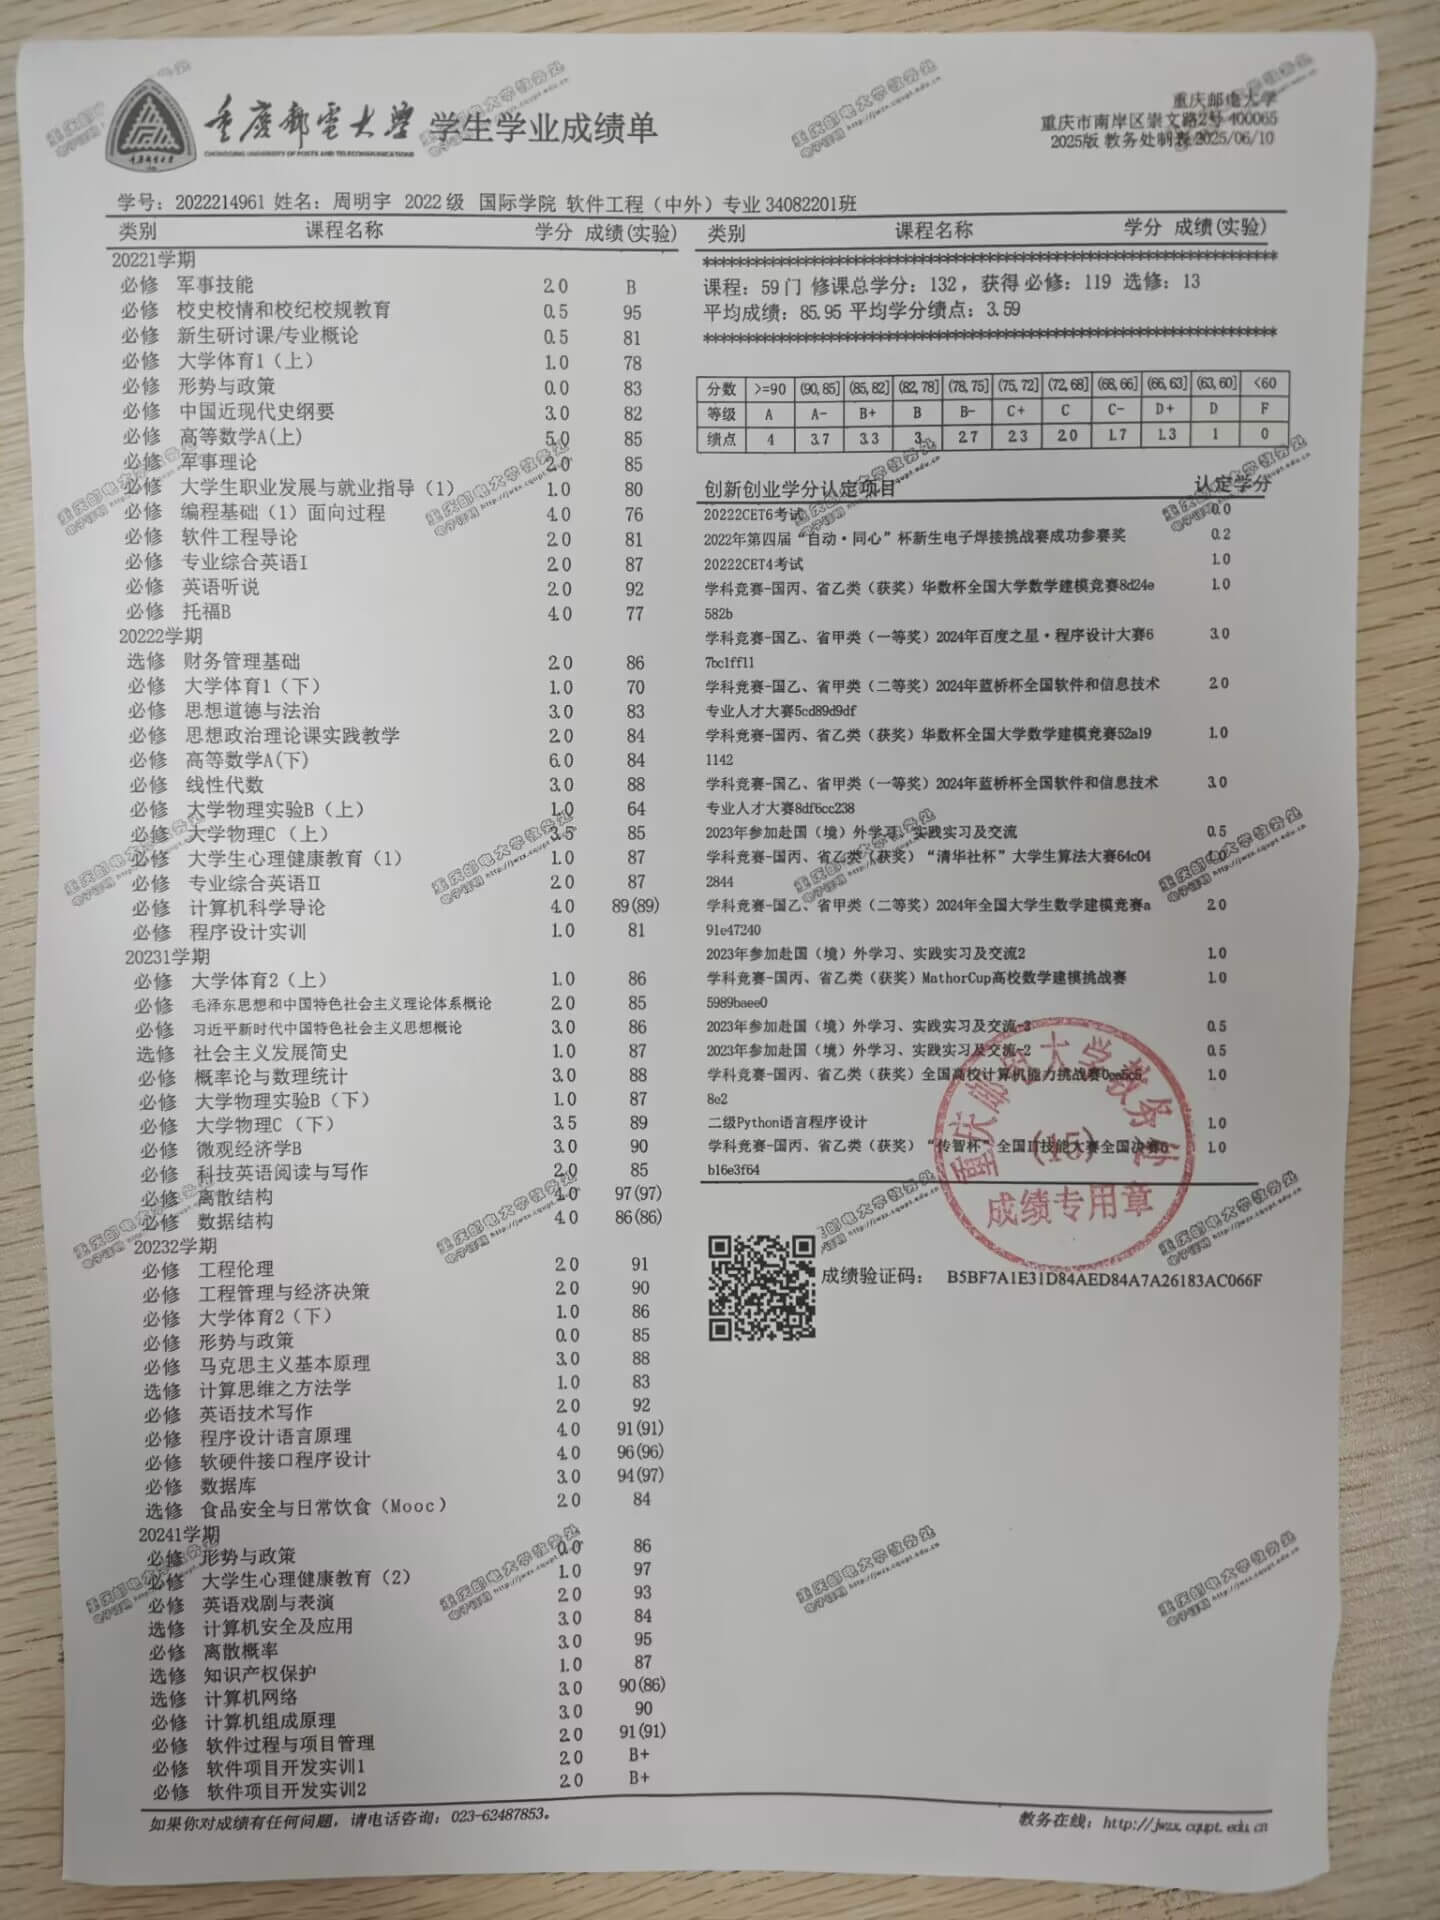 重庆邮电大学 学生学业成绩单
CHONGQING UNIVERSITY OF POSTS AND TELECOMMUNICATIONS
重庆邮电大学
重庆市南岸区崇文路2号 400065
2025版 教务处制表 2025/06/10
学号：2022214961 姓名：周明宇 2022级 国际学院 软件工程（中外）专业 34082201班
类别 课程名称 学分 成绩(实验)
20221学期
必修 军事技能 2.0 B
必修 校史校情和校纪校规教育 0.5 95
必修 新生研讨课/专业概论 0.5 81
必修 大学体育1（上） 1.0 78
必修 形势与政策 0.0 83
必修 中国近现代史纲要 3.0 82
必修 高等数学A(上) 5.0 85
必修 军事理论 2.0 85
必修 大学生职业发展与就业指导（1） 1.0 80
必修 编程基础（1）面向过程 4.0 76
必修 软件工程导论 2.0 81
必修 专业综合英语I 2.0 87
必修 英语听说 2.0 92
必修 托福B 4.0 77
20222学期
选修 财务管理基础 2.0 86
必修 大学体育1（下） 1.0 70
必修 思想道德与法治 3.0 83
必修 思想政治理论课实践教学 2.0 84
必修 高等数学A(下) 6.0 84
必修 线性代数 3.0 88
必修 大学物理实验B（上） 1.0 64
必修 大学物理C（上） 3.5 85
必修 大学生心理健康教育（1） 1.0 87
必修 专业综合英语Ⅱ 2.0 87
必修 计算机科学导论 4.0 89(89)
必修 程序设计实训 1.0 81
20231学期
必修 大学体育2（上） 1.0 86
必修 毛泽东思想和中国特色社会主义理论体系概论 2.0 85
必修 习近平新时代中国特色社会主义思想概论 3.0 86
选修 社会主义发展简史 1.0 87
必修 概率论与数理统计 3.0 88
必修 大学物理实验B（下） 1.0 87
必修 大学物理C（下） 3.5 89
必修 微观经济学B 3.0 90
必修 科技英语阅读与写作 2.0 85
必修 离散结构 4.0 97(97)
必修 数据结构 4.0 86(86)
20232学期
必修 工程伦理 2.0 91
必修 工程管理与经济决策 2.0 90
必修 大学体育2（下） 1.0 86
必修 形势与政策 0.0 85
必修 马克思主义基本原理 3.0 88
选修 计算思维之方法学 1.0 83
必修 英语技术写作 2.0 92
必修 程序设计语言原理 4.0 91(91)
必修 软硬件接口程序设计 4.0 96(96)
必修 数据库 3.0 94(97)
选修 食品安全与日常饮食（Mooc） 2.0 84
20241学期
必修 形势与政策 0.0 86
必修 大学生心理健康教育（2） 1.0 97
必修 英语戏剧与表演 2.0 93
选修 计算机安全及应用 3.0 84
必修 离散概率 3.0 95
选修 知识产权保护 1.0 87
选修 计算机网络 3.0 90(86)
必修 计算机组成原理 3.0 90
必修 软件过程与项目管理 2.0 91(91)
必修 软件项目开发实训1 2.0 B+
必修 软件项目开发实训2 2.0 B+
类别 课程名称 学分 成绩(实验)
课程：59门 修课总学分：132，获得 必修：119 选修：13
平均成绩：85.95 平均学分绩点：3.59
分数 >=90 (90,85] (85,82] (82,78] (78,75] (75,72] (72,68] (68,66] (66,63] (63,60] <60
等级 A A- B+ B B- C+ C C- D+ D F
绩点 4 3.7 3.3 3 2.7 2.3 2.0 1.7 1.3 1 0
创新创业学分认定项目 认定学分
20222CET6考试 0.0
2022年第四届“自动·同心”杯新生电子焊接挑战赛成功参赛奖 0.2
20222CET4考试 1.0
学科竞赛-国丙、省乙类（获奖）华数杯全国大学数学建模竞赛8d24e 1.0
582b
学科竞赛-国乙、省甲类（一等奖）2024年百度之星·程序设计大赛6 3.0
7bc1ff11
学科竞赛-国乙、省甲类（二等奖）2024年蓝桥杯全国软件和信息技术 2.0
专业人才大赛5cd89d9df
学科竞赛-国丙、省乙类（获奖）华数杯全国大学数学建模竞赛52a19 1.0
1142
学科竞赛-国乙、省甲类（一等奖）2024年蓝桥杯全国软件和信息技术 3.0
专业人才大赛8df6cc238
2023年参加赴国（境）外学习、实践实习及交流 0.5
学科竞赛-国丙、省乙类（获奖）“清华社杯”大学生算法大赛64c04 1.0
2844
学科竞赛-国乙、省甲类（二等奖）2024年全国大学生数学建模竞赛a 2.0
91e47240
2023年参加赴国（境）外学习、实践实习及交流2 1.0
学科竞赛-国丙、省乙类（获奖）MathorCup高校数学建模挑战赛 1.0
5989baee0
2023年参加赴国（境）外学习、实践实习及交流-3 0.5
2023年参加赴国（境）外学习、实践实习及交流-2 0.5
学科竞赛-国丙、省乙类（获奖）全国高校计算机能力挑战赛 1.0
8e2
二级Python语言程序设计 1.0
学科竞赛-国丙、省乙类（获奖）“传智杯”全国IT技能大赛全国决赛 1.0
b16e3f64
重庆邮电大学教务处
(15)
成绩专用章
成绩验证码： B5BF7A1E31D84AED84A7A26183AC066F
如果你对成绩有任何问题，请电话咨询：023-62487853。
教务在线：http://jwzx.cqupt.edu.cn